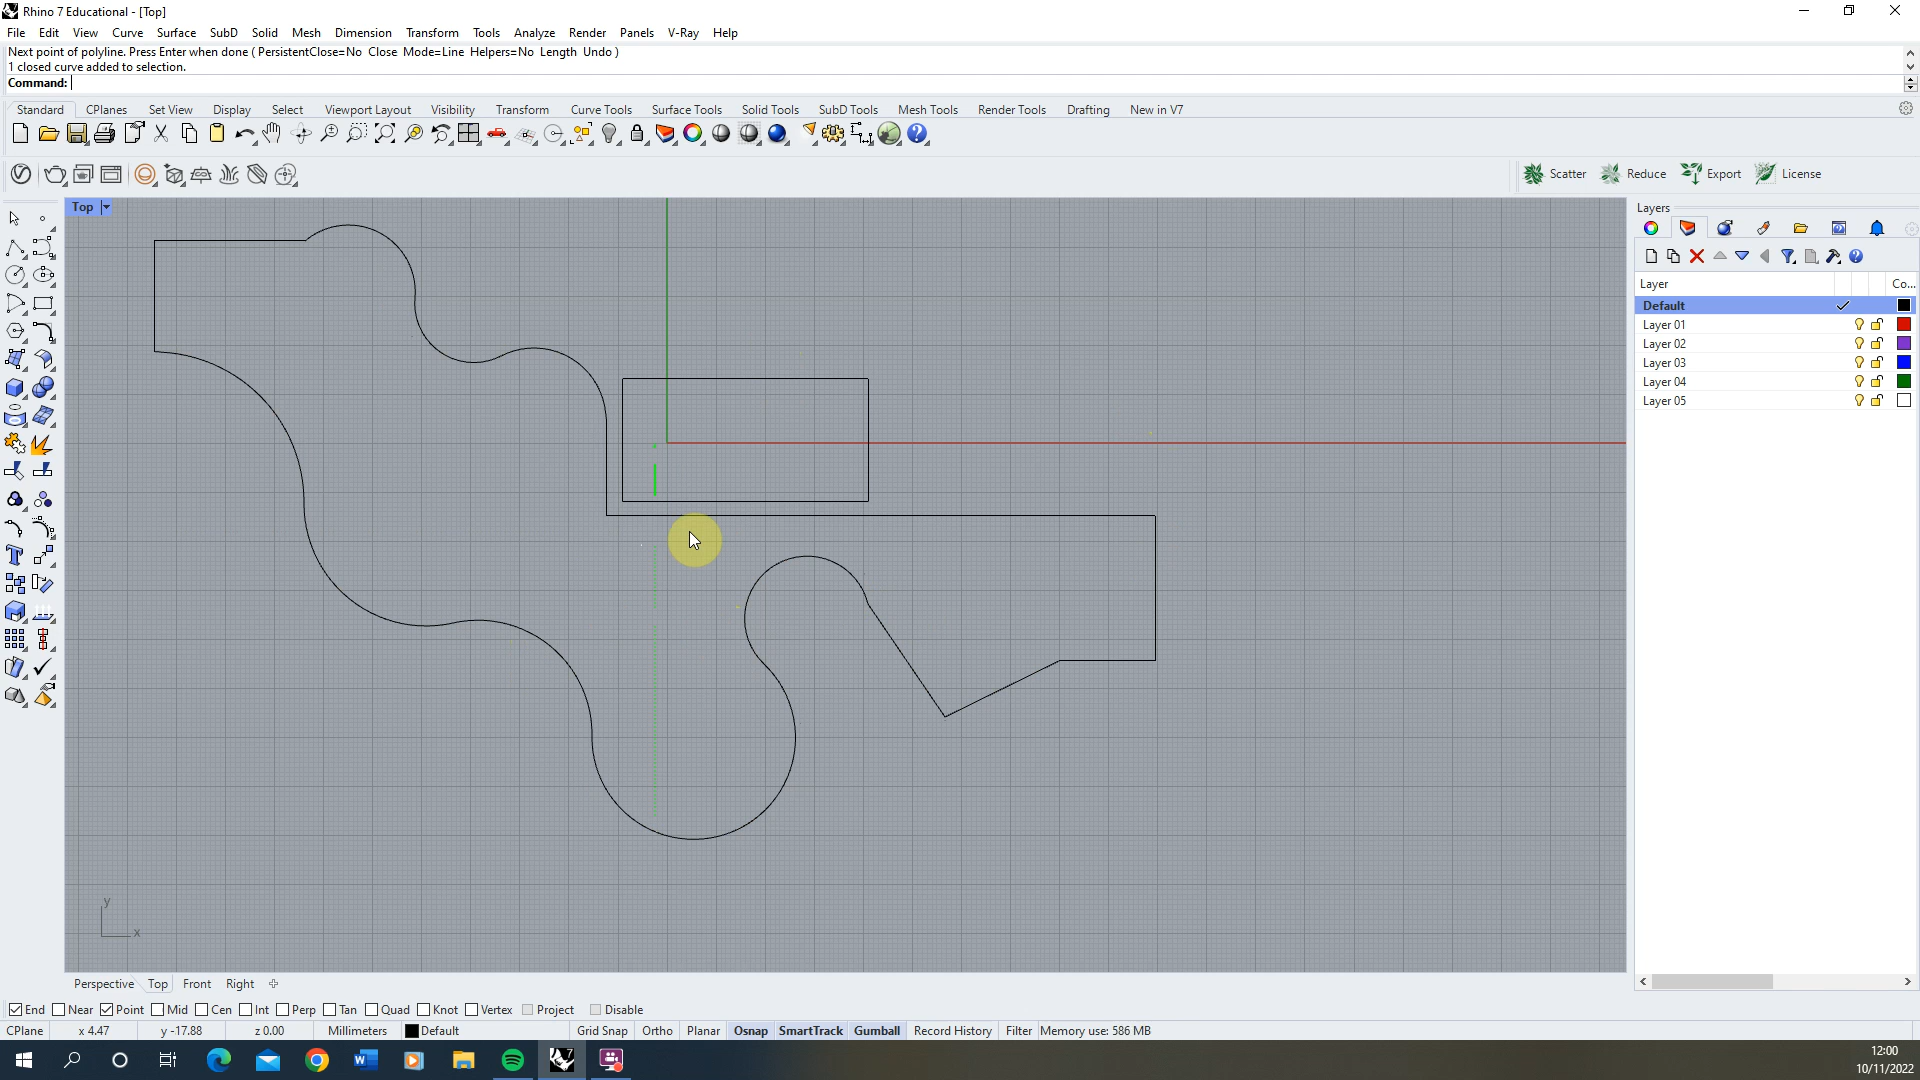 Rhino 7 Educational - [Top]
File Edit View Curve Surface SubD Solid Mesh Dimension Transform Tools Analyze Render Panels V-Ray Help
Next point of polyline. Press Enter when done ( PersistentClose=No Close Mode=Line Helpers=No Length Undo )
1 closed curve added to selection.
Command:
Standard CPlanes Set View Display Select Viewport Layout Visibility Transform Curve Tools Surface Tools Solid Tools SubD Tools Mesh Tools Render Tools Drafting New in V7
Scatter Reduce Export License
Top
Layers
Layer Co...
Default
Layer 01
Layer 02
Layer 03
Layer 04
Layer 05
y
x
Perspective Top Front Right
End Near Point Mid Cen Int Perp Tan Quad Knot Vertex Project Disable
CPlane x 4.47 y -17.88 z 0.00 Millimeters Default Grid Snap Ortho Planar Osnap SmartTrack Gumball Record History Filter Memory use: 586 MB
12:00
10/11/2022